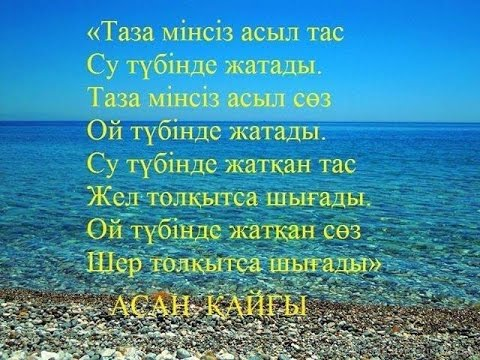 «Таза мінсіз асыл тас
Су түбінде жатады.
Таза мінсіз асыл сөз
Ой түбінде жатады.
Су түбінде жатқан тас
Жел толқытса шығады.
Ой түбінде жатқан сөз
Шер толқытса шығады»
АСАН ҚАЙҒЫ